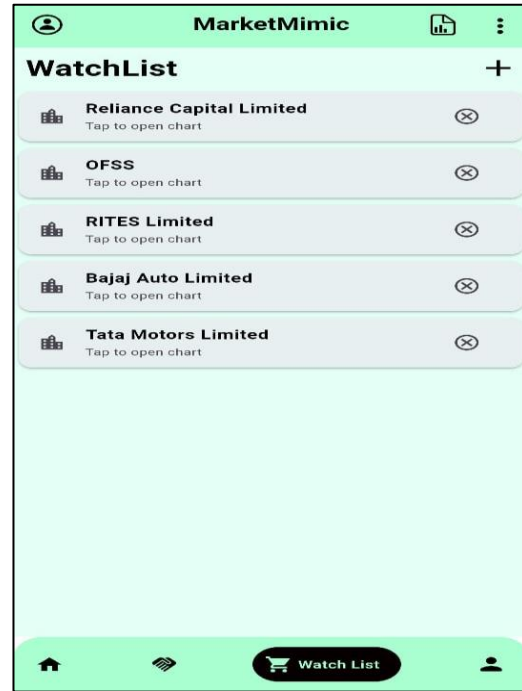 MarketMimic
WatchList
Reliance Capital Limited
Tap to open chart
OFSS
Tap to open chart
RITES Limited
Tap to open chart
Bajaj Auto Limited
Tap to open chart
Tata Motors Limited
Tap to open chart
Watch List